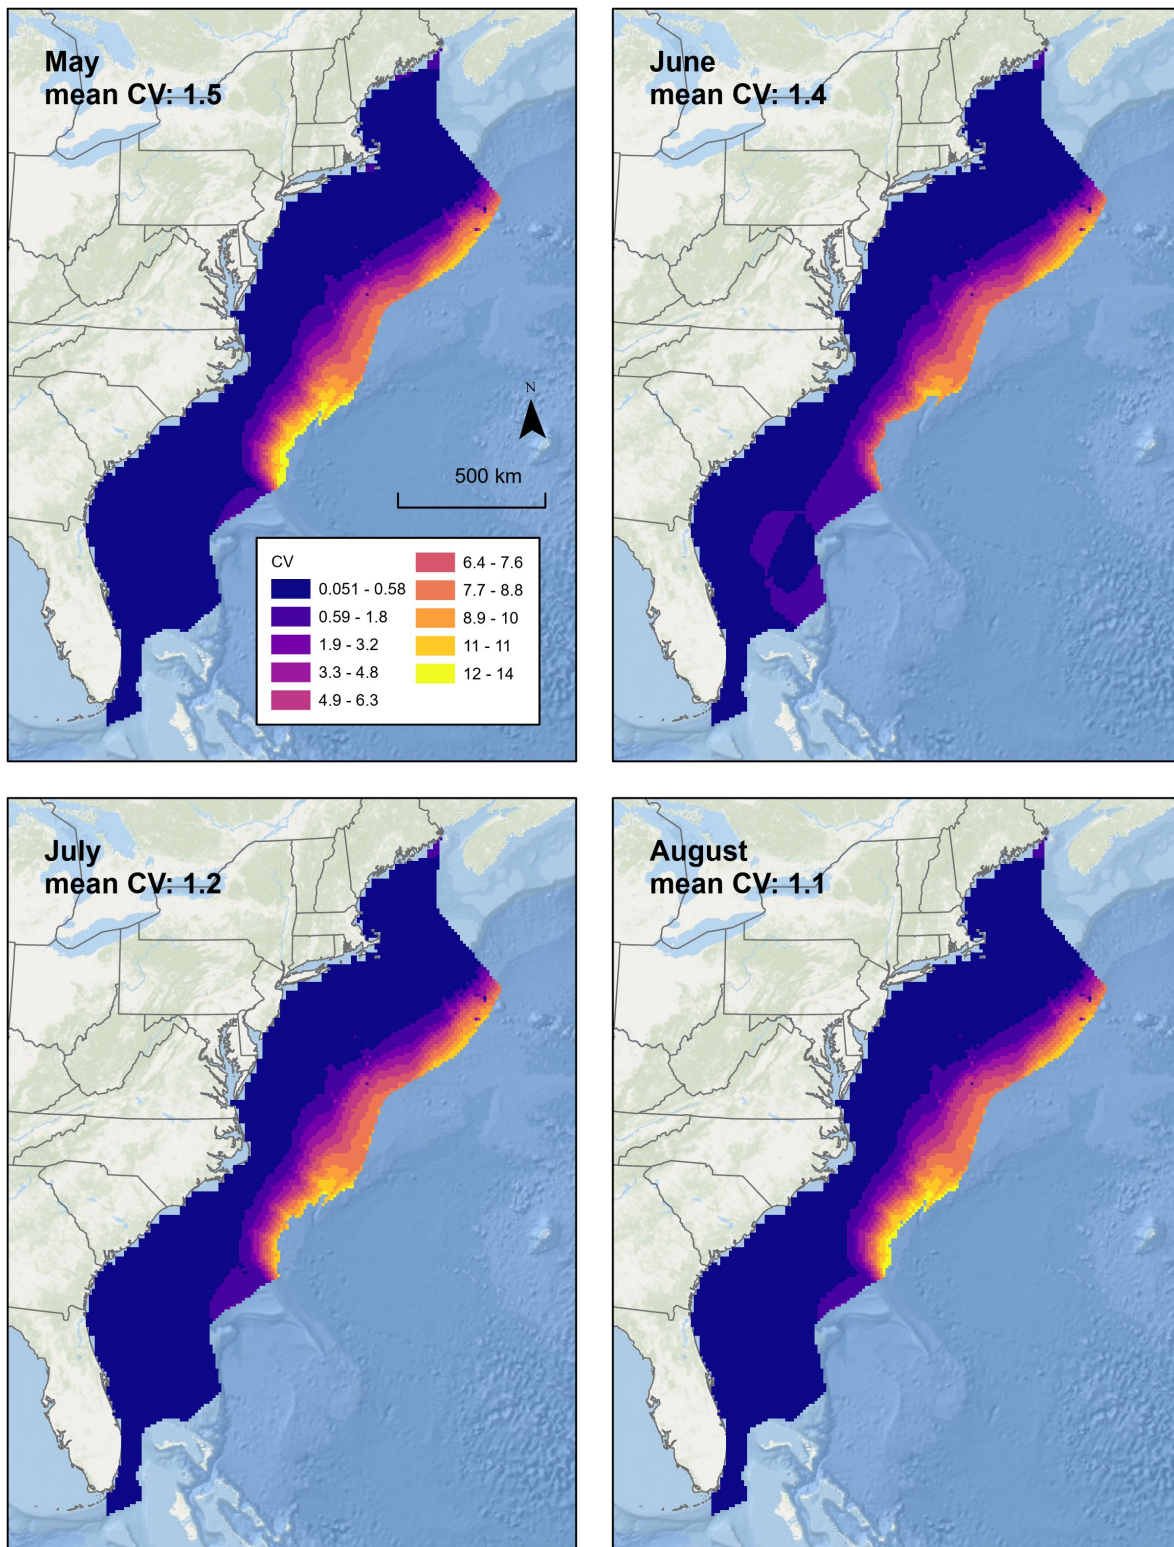 May
mean CV: 1.5
June
mean CV: 1.4
N
500 km
CV
0.051 - 0.58
0.59 - 1.8
1.9 - 3.2
3.3 - 4.8
4.9 - 6.3
6.4 - 7.6
7.7 - 8.8
8.9 - 10
11 - 11
12 - 14
July
mean CV: 1.2
August
mean CV: 1.1